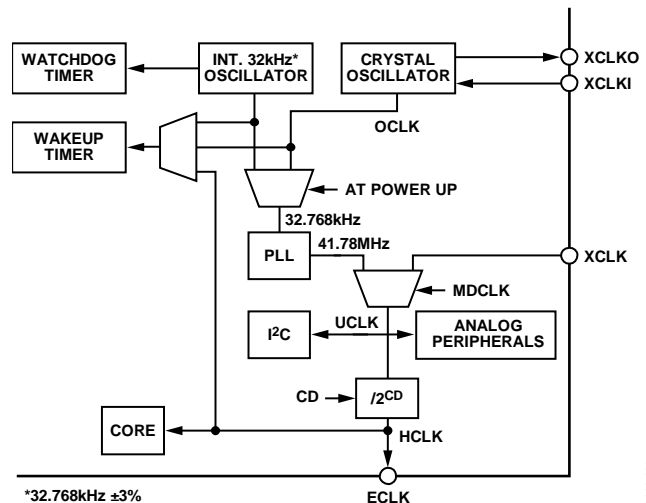 WATCHDOG
TIMER
INT. 32kHz*
OSCILLATOR
CRYSTAL
OSCILLATOR
XCLKO
XCLKI
OCLK
WAKEUP
TIMER
AT POWER UP
32.768kHz
PLL
41.78MHz
XCLK
MDCLK
I²C
UCLK
ANALOG
PERIPHERALS
CD
/2ᶜᴰ
CORE
HCLK
*32.768kHz ±3%
ECLK